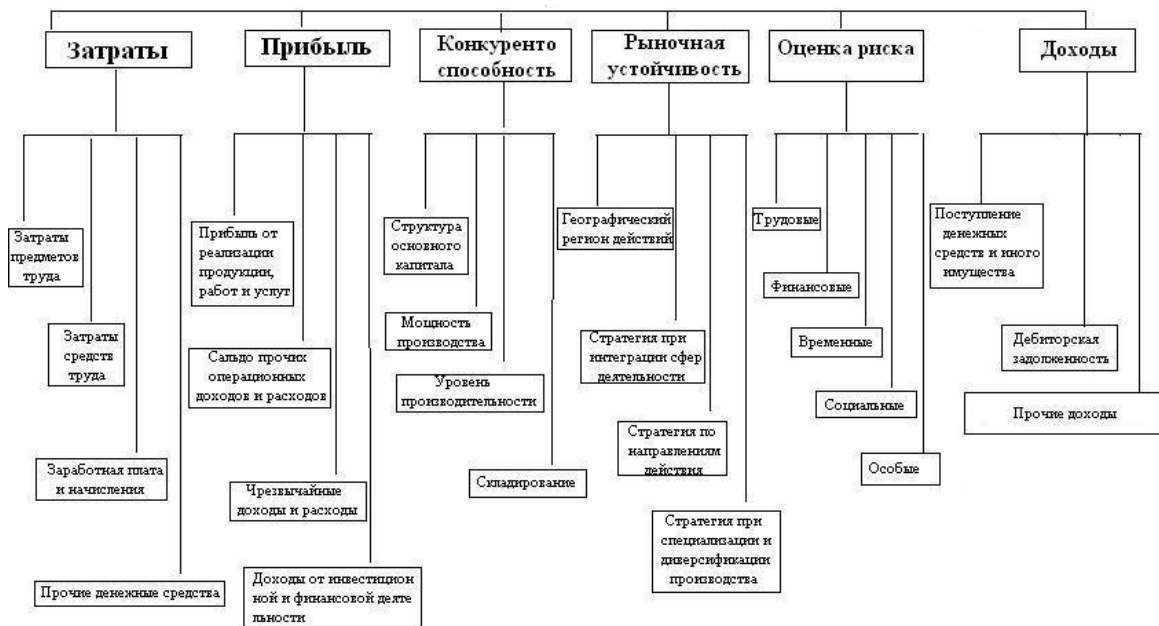 Затраты
Прибыль
Конкуренто
способность
Рыночная
устойчивость
Оценка риска
Доходы
Затраты
предметов
труда
Затраты
средств
труда
Заработная плата
и начисления
Прочие денежные средства
Прибыль от
реализации
продукции,
работ и услуг
Сальдо прочих
операционных
доходов и расходов
Чрезвычайные
доходы и расходы
Доходы от инвестицион
ной и финансовой деяте
льности
Структура
основного
капитала
Мощность
производства
Уровень
производительности
Складирование
Географический
регион действий
Стратегия при
интеграции сфер
деятельности
Стратегия по
направлениям
действия
Стратегия при
специализации и
диверсификации
производства
Трудовые
Финансовые
Временные
Социальные
Особые
Поступление
денежных
средств и иного
имущества
Дебиторская
задолженность
Прочие доходы